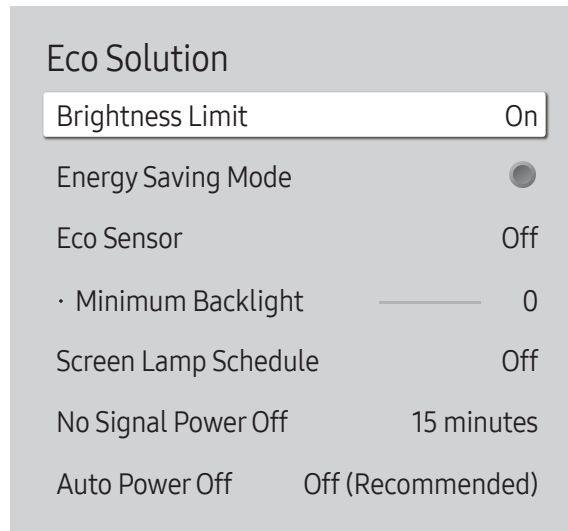 Eco Solution
Brightness Limit On
Energy Saving Mode
Eco Sensor Off
· Minimum Backlight 0
Screen Lamp Schedule Off
No Signal Power Off 15 minutes
Auto Power Off Off (Recommended)